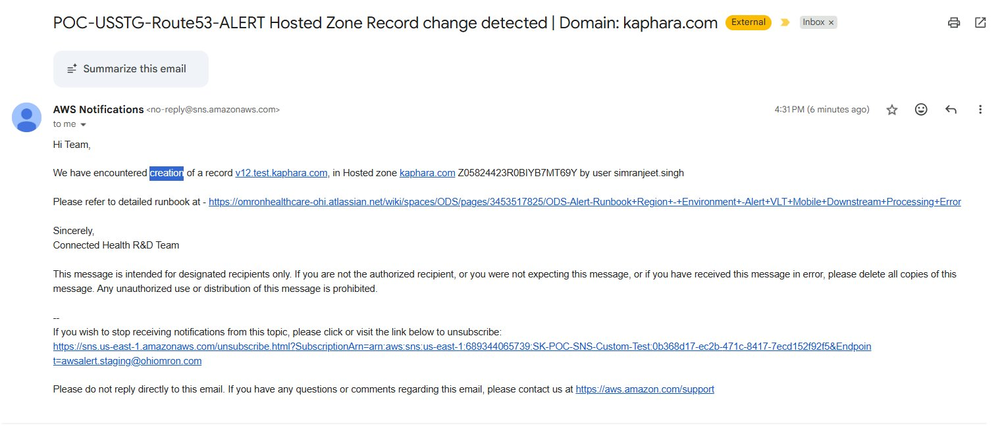 POC-USSTG-Route53-ALERT Hosted Zone Record change detected | Domain: kaphara.com External Inbox ×
Summarize this email
AWS Notifications <no-reply@sns.amazonaws.com> 4:31 PM (6 minutes ago)
to me
Hi Team,
We have encountered creation of a record v12.test.kaphara.com, in Hosted zone kaphara.com Z05824423R0BIYB7MT69Y by user simranjeet.singh
Please refer to detailed runbook at - https://omronhealthcare-ohi.atlassian.net/wiki/spaces/ODS/pages/3453517825/ODS-Alert-Runbook+Region+-+Environment+-Alert+VLT+Mobile+Downstream+Processing+Error
Sincerely,
Connected Health R&D Team
This message is intended for designated recipients only. If you are not the authorized recipient, or you were not expecting this message, or if you have received this message in error, please delete all copies of this
message. Any unauthorized use or distribution of this message is prohibited.
--
If you wish to stop receiving notifications from this topic, please click or visit the link below to unsubscribe:
https://sns.us-east-1.amazonaws.com/unsubscribe.html?SubscriptionArn=arn:aws:sns:us-east-1:689344065739:SK-POC-SNS-Custom-Test:0b368d17-ec2b-471c-8417-7ecd152f92f5&Endpoin
t=awsalert.staging@ohiomron.com
Please do not reply directly to this email. If you have any questions or comments regarding this email, please contact us at https://aws.amazon.com/support